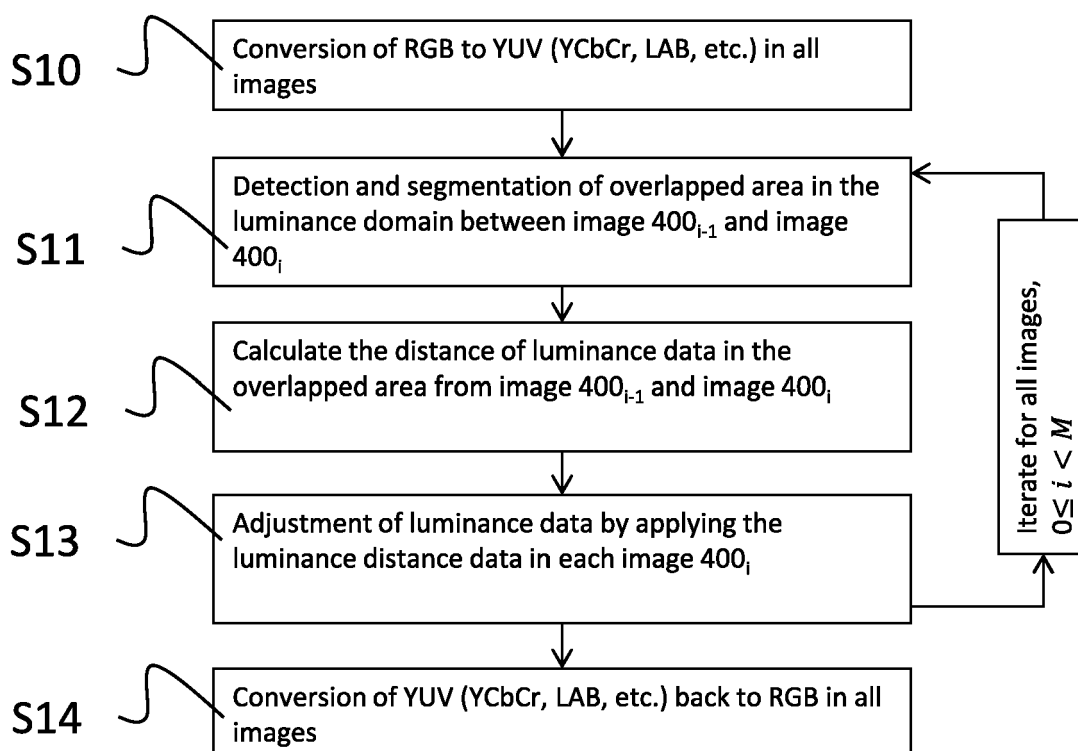 S10
Conversion of RGB to YUV (YCbCr, LAB, etc.) in all
images
S11
Detection and segmentation of overlapped area in the
luminance domain between image 400i-1 and image
400i
S12
Calculate the distance of luminance data in the
overlapped area from image 400i-1 and image 400i
S13
Adjustment of luminance data by applying the
luminance distance data in each image 400i
Iterate for all images,
0≤ i < M
S14
Conversion of YUV (YCbCr, LAB, etc.) back to RGB in all
images